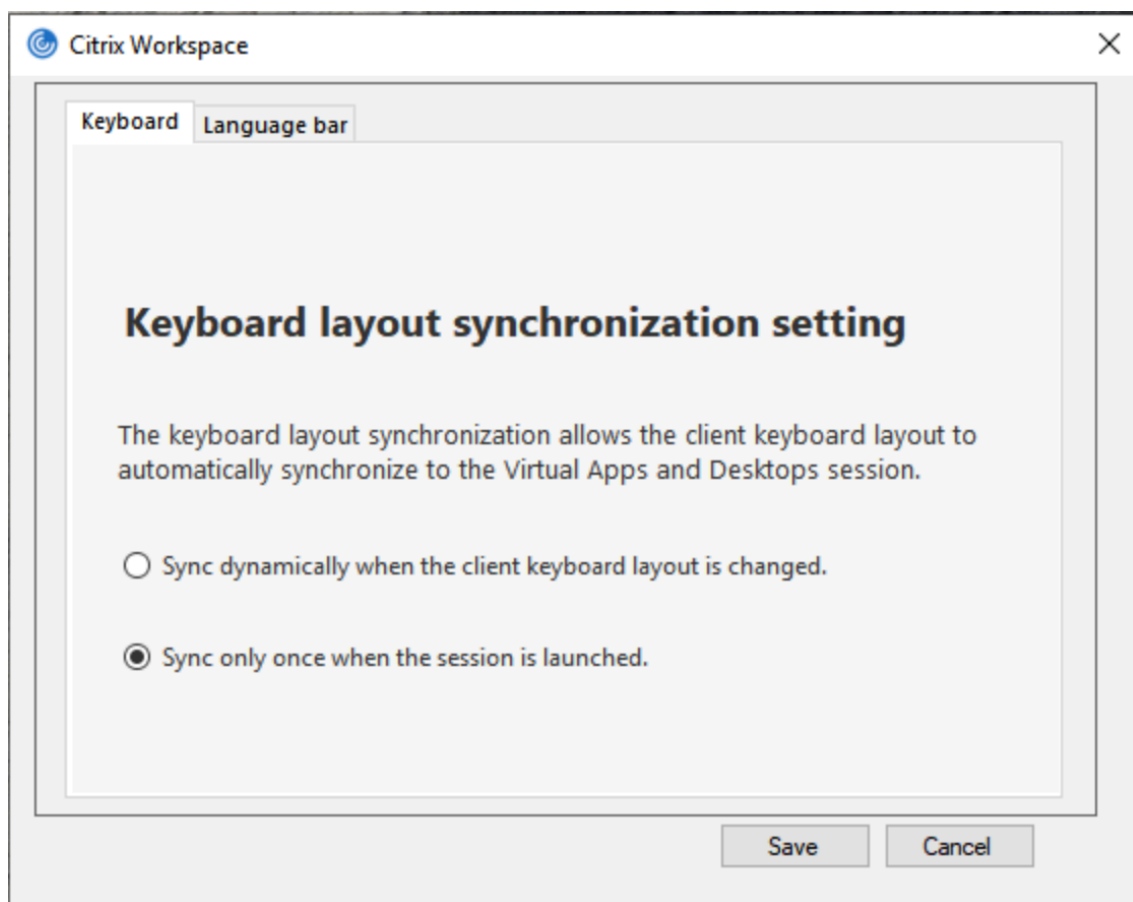 Citrix Workspace
Keyboard
Language bar
Keyboard layout synchronization setting
The keyboard layout synchronization allows the client keyboard layout to
automatically synchronize to the Virtual Apps and Desktops session.
Sync dynamically when the client keyboard layout is changed.
Sync only once when the session is launched.
Save
Cancel